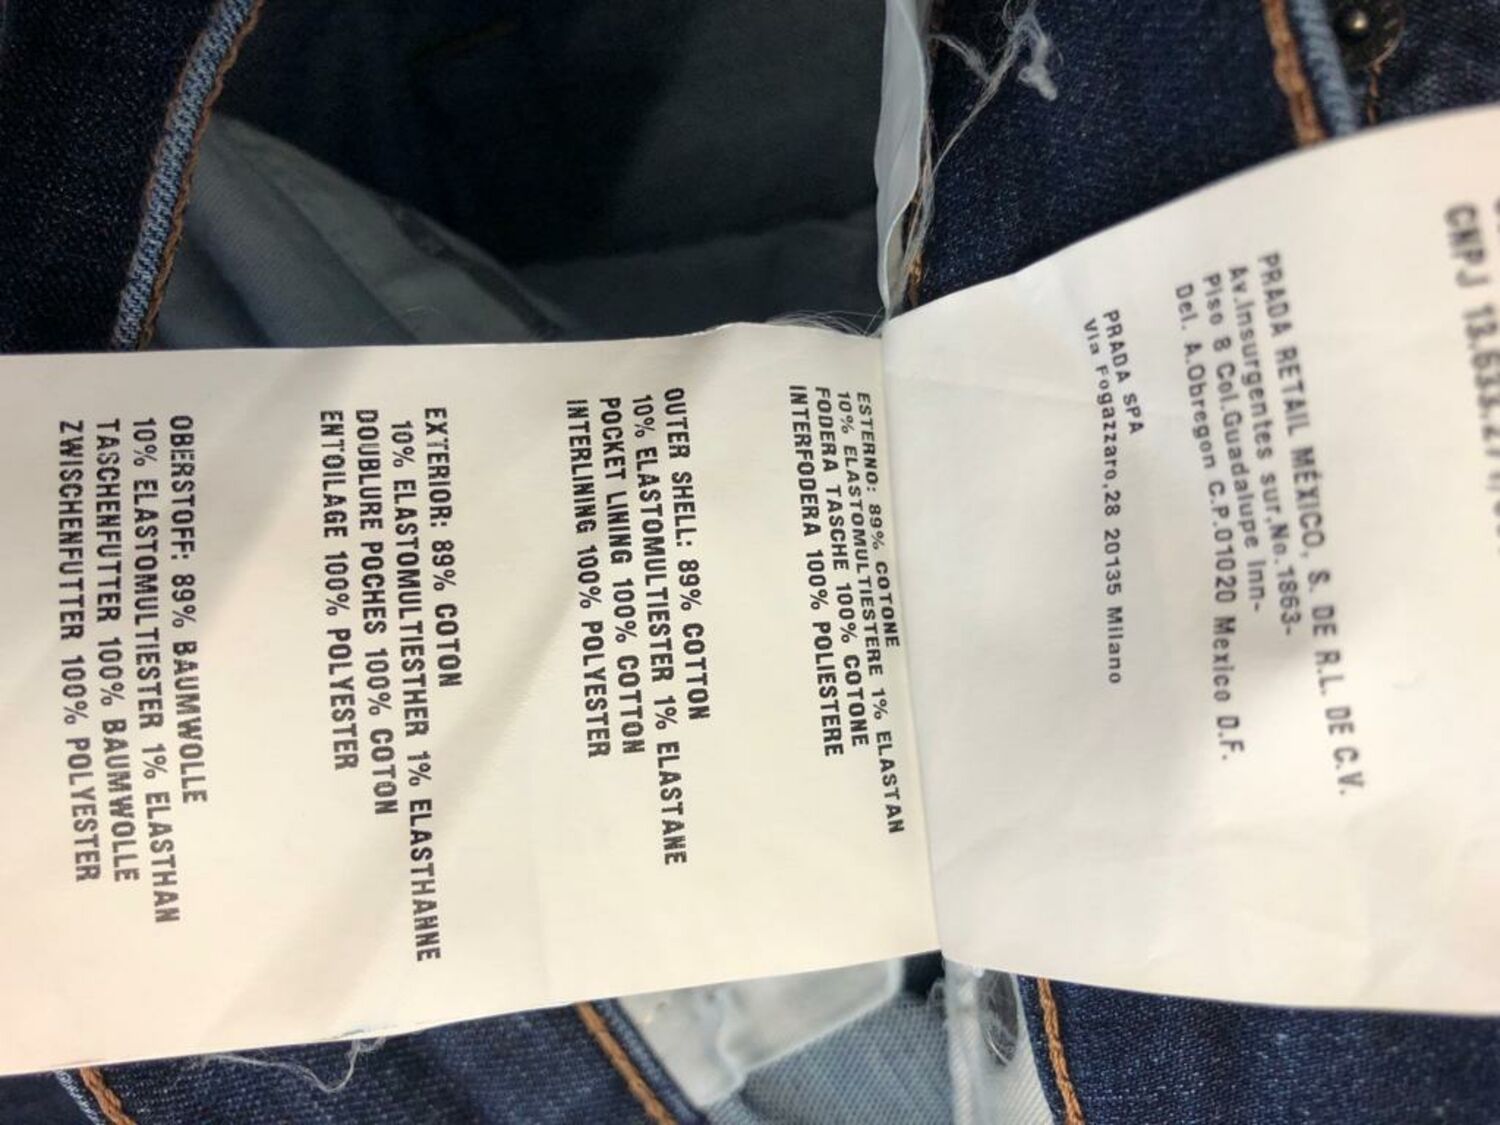 CNPJ 13.533.
PRADA RETAIL MÉXICO, S. DE R.L. DE C.V.
Av.Insurgentes sur,No.1863-
Piso 8 Col.Guadalupe Inn-
Del. A.Obregon C.P.01020 Mexico D.F.
PRADA SPA
Via Fogazzaro,28 20135 Milano
ESTERNO: 89% COTONE
10% ELASTOMULTIESTERE 1% ELASTAN
FODERA TASCHE 100% COTONE
INTERFODERA 100% POLIESTERE
OUTER SHELL: 89% COTTON
10% ELASTOMULTIESTER 1% ELASTANE
POCKET LINING 100% COTTON
INTERLINING 100% POLYESTER
EXTERIOR: 89% COTON
10% ELASTOMULTIESTHER 1% ELASTHANNE
DOUBLURE POCHES 100% COTON
ENTOILAGE 100% POLYESTER
OBERSTOFF: 89% BAUMWOLLE
10% ELASTOMULTIESTER 1% ELASTHAN
TASCHENFUTTER 100% BAUMWOLLE
ZWISCHENFUTTER 100% POLYESTER